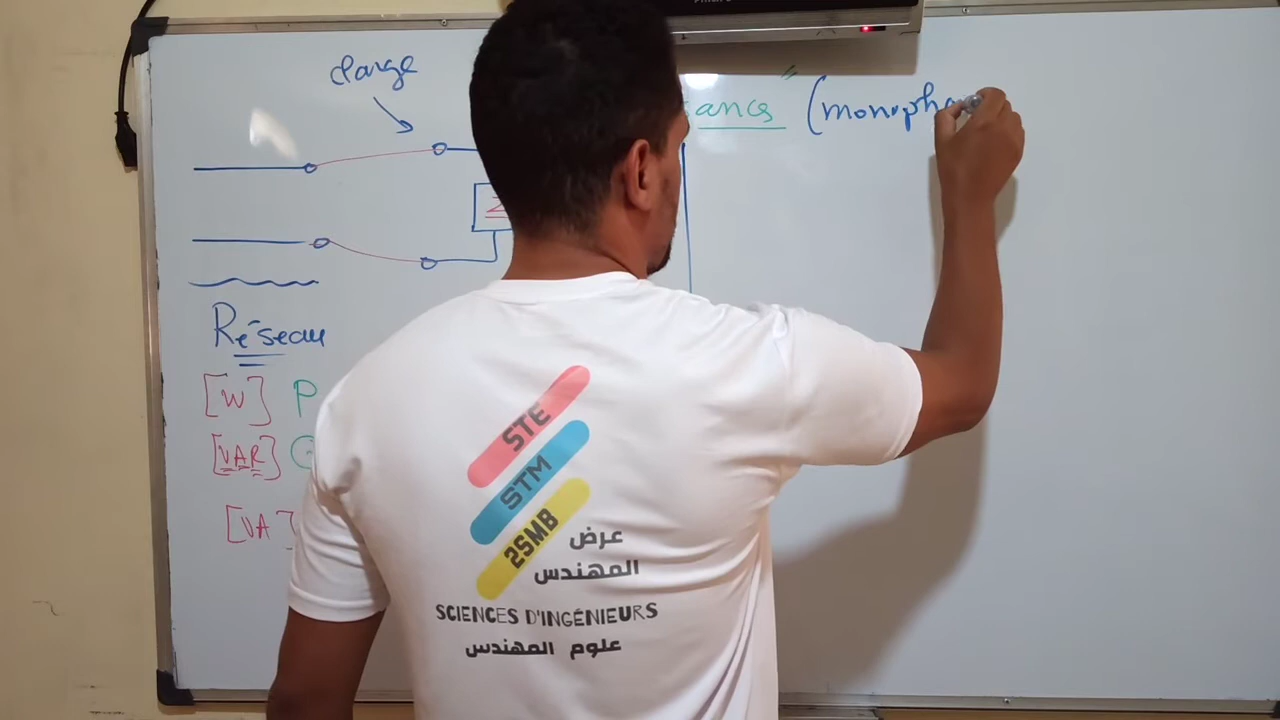 charge
ance " (monopha
Z
Réseau
[W] P
[VAR]
[VA]
STE
STM
2SMB
عرض
المهندس
SCIENCES D'INGÉNIEURS
علوم المهندس